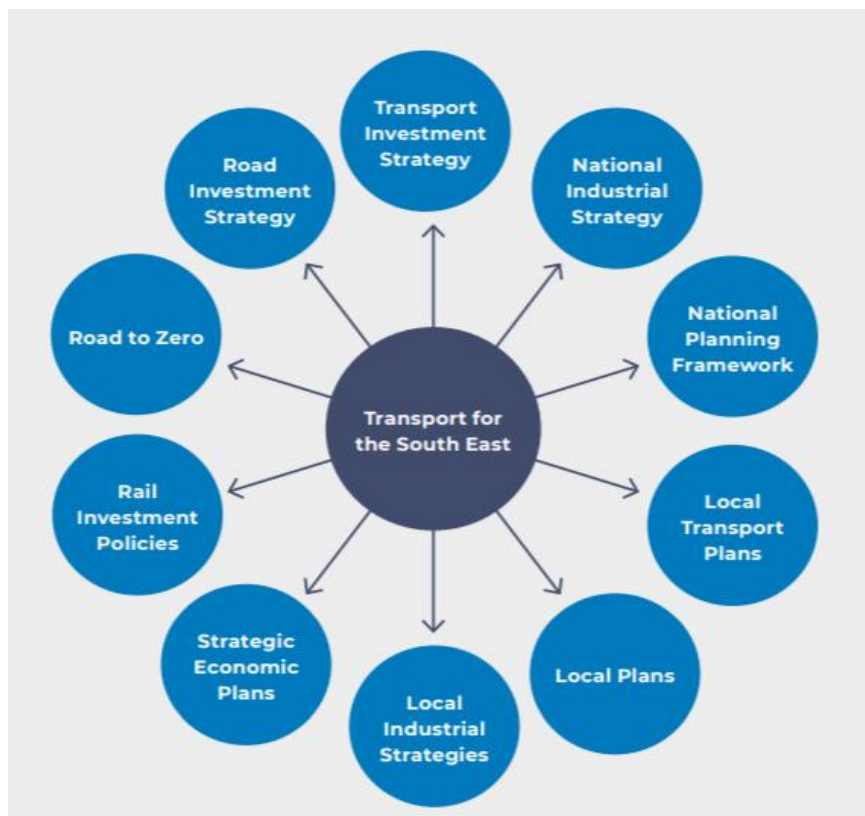 Transport
Investment
Strategy
National
Industrial
Strategy
National
Planning
Framework
Local
Transport
Plans
Local Plans
Local
Industrial
Strategies
Strategic
Economic
Plans
Rail
Investment
Policies
Road to Zero
Road
Investment
Strategy
Transport for
the South East